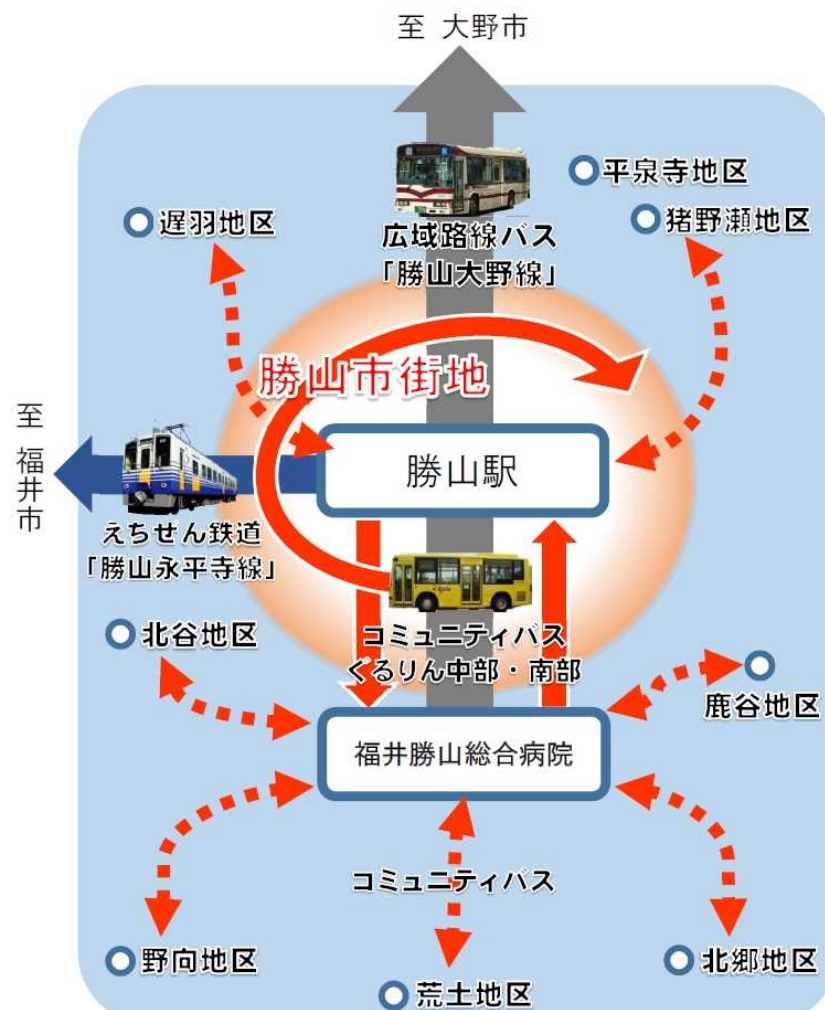 至 大野市
平泉寺地区
猪野瀬地区
遅羽地区
広域路線バス
「勝山大野線」
勝山市街地
至 福井市
勝山駅
えちせん鉄道
「勝山永平寺線」
北谷地区
コミュニティバス
ぐるりん中部・南部
鹿谷地区
福井勝山総合病院
コミュニティバス
野向地区
北郷地区
荒土地区